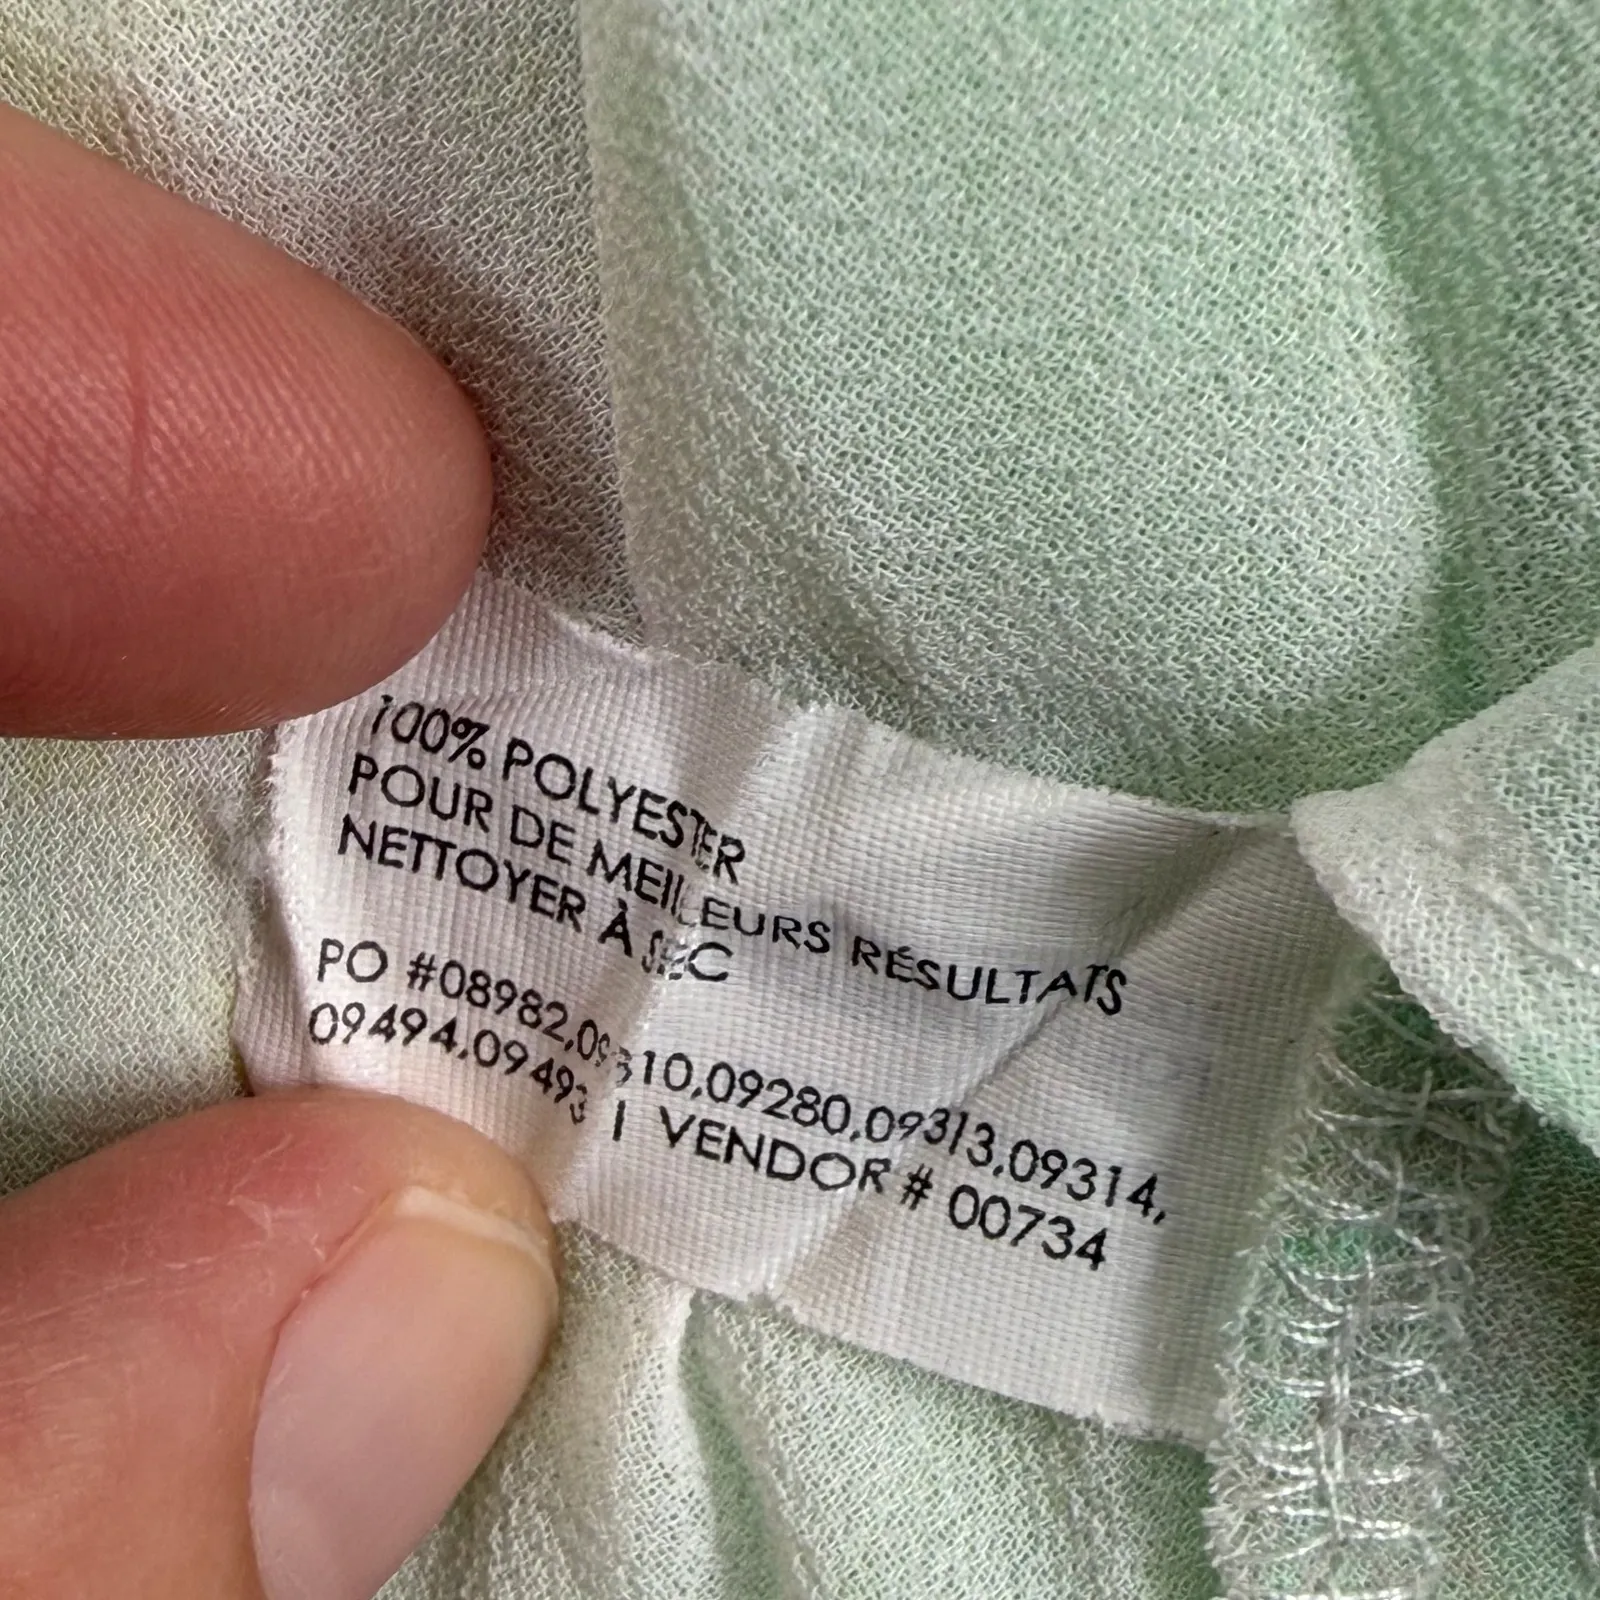 100% POLYESTER
POUR DE MEILLEURS RÉSULTATS
NETTOYER À SEC
PO #08982,09310,09280,09313,09314,
09494,09493 | VENDOR # 00734